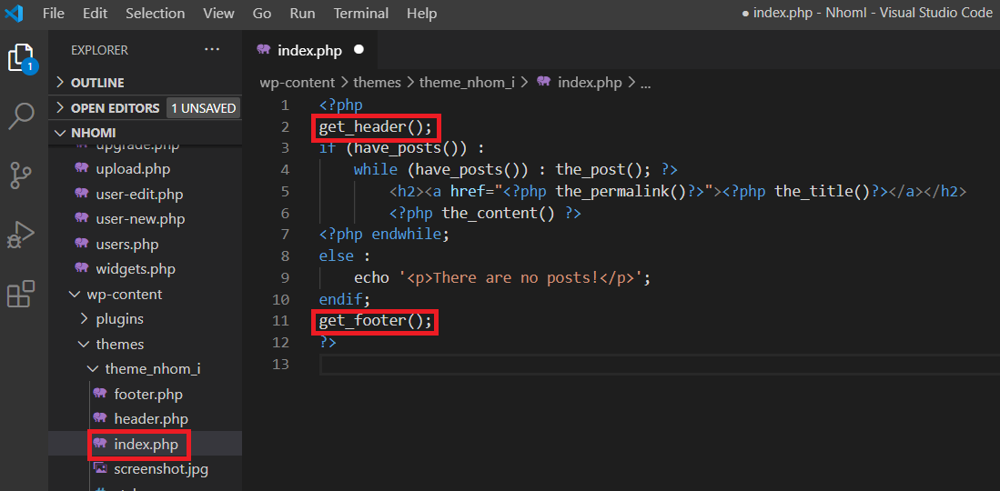 File Edit Selection View Go Run Terminal Help ● index.php - Nhoml - Visual Studio Code
EXPLORER ...
1
OUTLINE
OPEN EDITORS 1 UNSAVED
NHOMI
upgrade.php
upload.php
user-edit.php
user-new.php
users.php
widgets.php
wp-content
plugins
themes
theme_nhom_i
footer.php
header.php
index.php
screenshot.jpg
index.php ●
wp-content > themes > theme_nhom_i > index.php > ...
1 <?php
2 get_header();
3 if (have_posts()) :
4 while (have_posts()) : the_post(); ?>
5 <h2><a href="<?php the_permalink()?>"><?php the_title()?></a></h2>
6 <?php the_content() ?>
7 <?php endwhile;
8 else :
9 echo '<p>There are no posts!</p>';
10 endif;
11 get_footer();
12 ?>
13